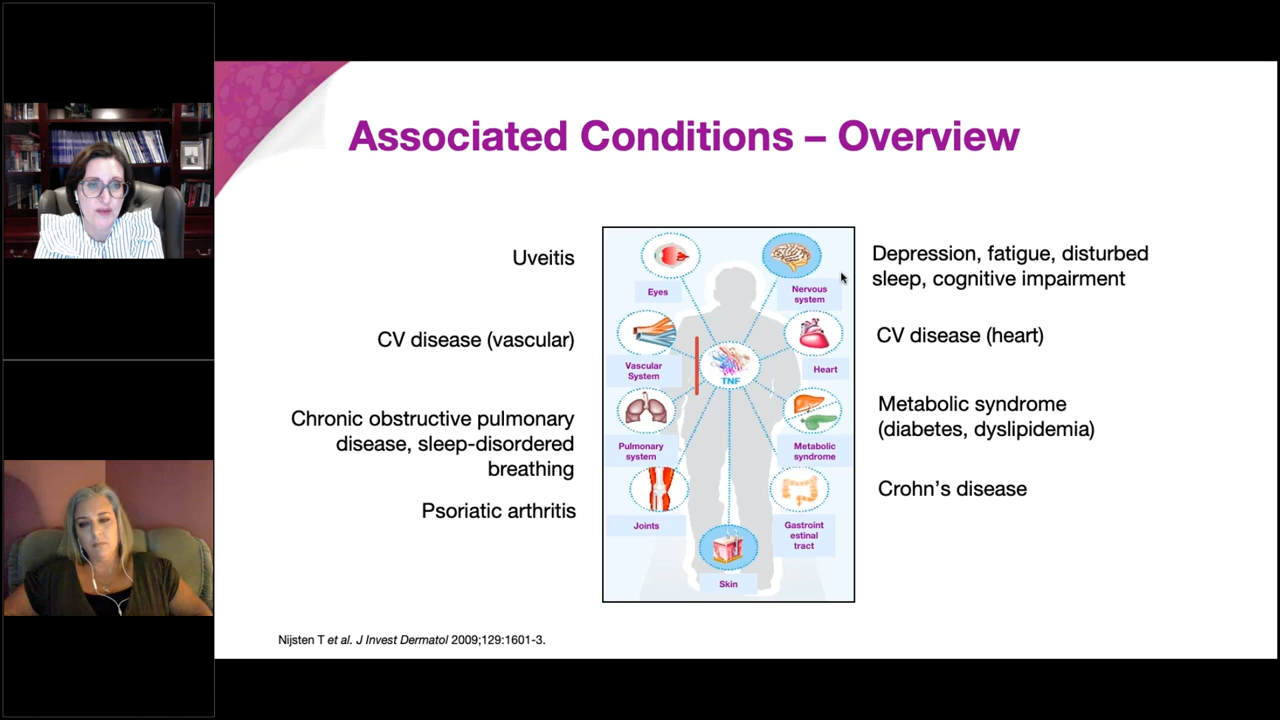 Associated Conditions – Overview
Uveitis
CV disease (vascular)
Chronic obstructive pulmonary
disease, sleep-disordered
breathing
Psoriatic arthritis
Eyes
Nervous
system
Vascular
System
TNF
Heart
Pulmonary
system
Metabolic
syndrome
Joints
Gastroint
estinal
tract
Skin
Depression, fatigue, disturbed
sleep, cognitive impairment
CV disease (heart)
Metabolic syndrome
(diabetes, dyslipidemia)
Crohn’s disease
Nijsten T et al. J Invest Dermatol 2009;129:1601-3.